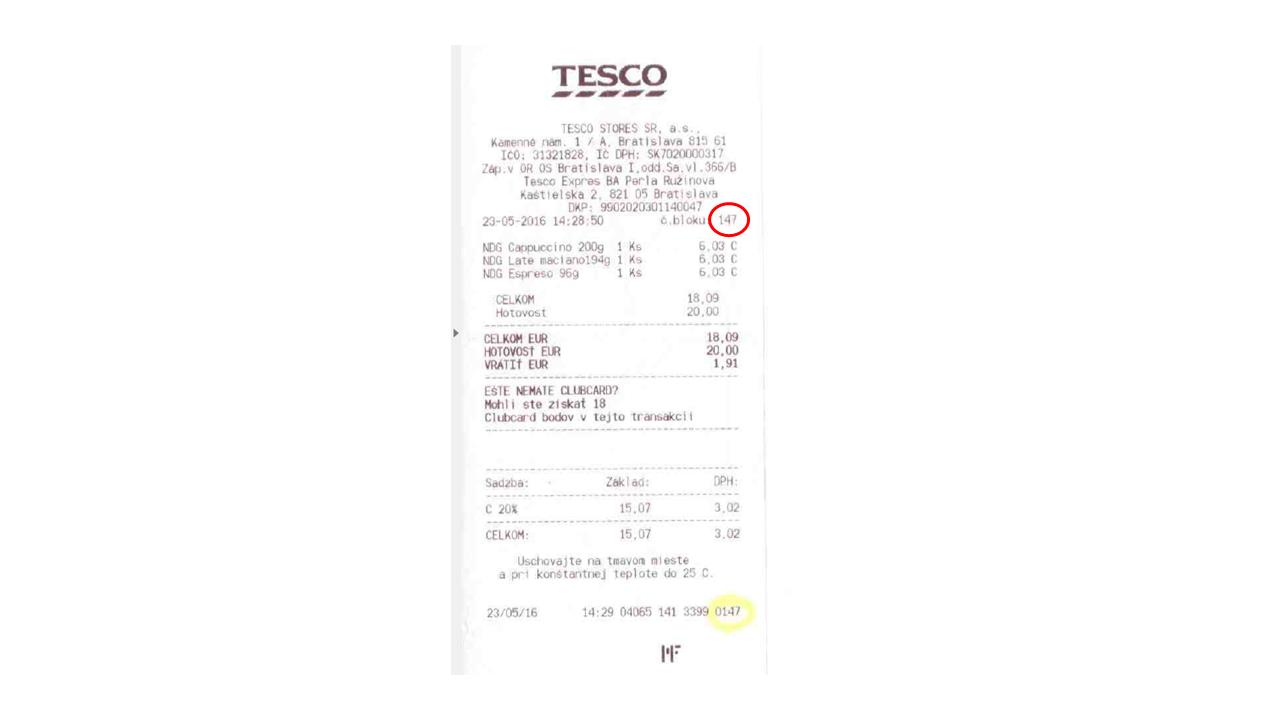 TESCO
TESCO STORES SR, a.s.,
Kamenné nám. 1 / A, Bratislava 815 61
IČO: 31321828, IČ DPH: SK7020000317
Záp.v OR OS Bratislava I,odd.Sa,vl.366/B
Tesco Expres BA Perla Ružinova
Kaštielska 2, 821 05 Bratislava
DKP: 9902020301140047
23-05-2016 14:28:50 č.bloku: 147
NDG Cappuccino 200g 1 Ks 6,03 C
NDG Late maciano194g 1 Ks 6,03 C
NDG Espreso 96g 1 Ks 6,03 C
CELKOM 18,09
Hotovost 20,00
CELKOM EUR 18,09
HOTOVOSŤ EUR 20,00
VRÁTIŤ EUR 1,91
EŠTE NEMÁTE CLUBCARD?
Mohli ste získať 18
Clubcard bodov v tejto transakcii
Sadzba: Základ: DPH:
C 20% 15,07 3,02
CELKOM: 15,07 3,02
Uschovajte na tmavom mieste
a pri konštantnej teplote do 25 C.
23/05/16 14:29 04065 141 3399 0147
MF